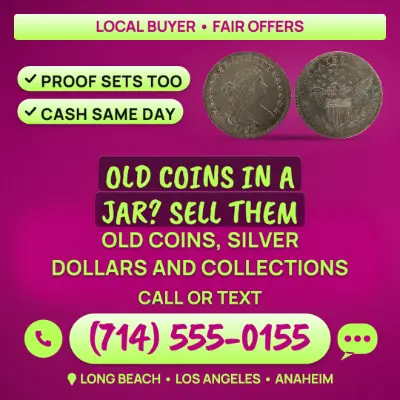 LOCAL BUYER • FAIR OFFERS
PROOF SETS TOO
CASH SAME DAY
OLD COINS IN A
JAR? SELL THEM
OLD COINS, SILVER
DOLLARS AND COLLECTIONS
CALL OR TEXT
(714) 555-0155
LONG BEACH • LOS ANGELES • ANAHEIM